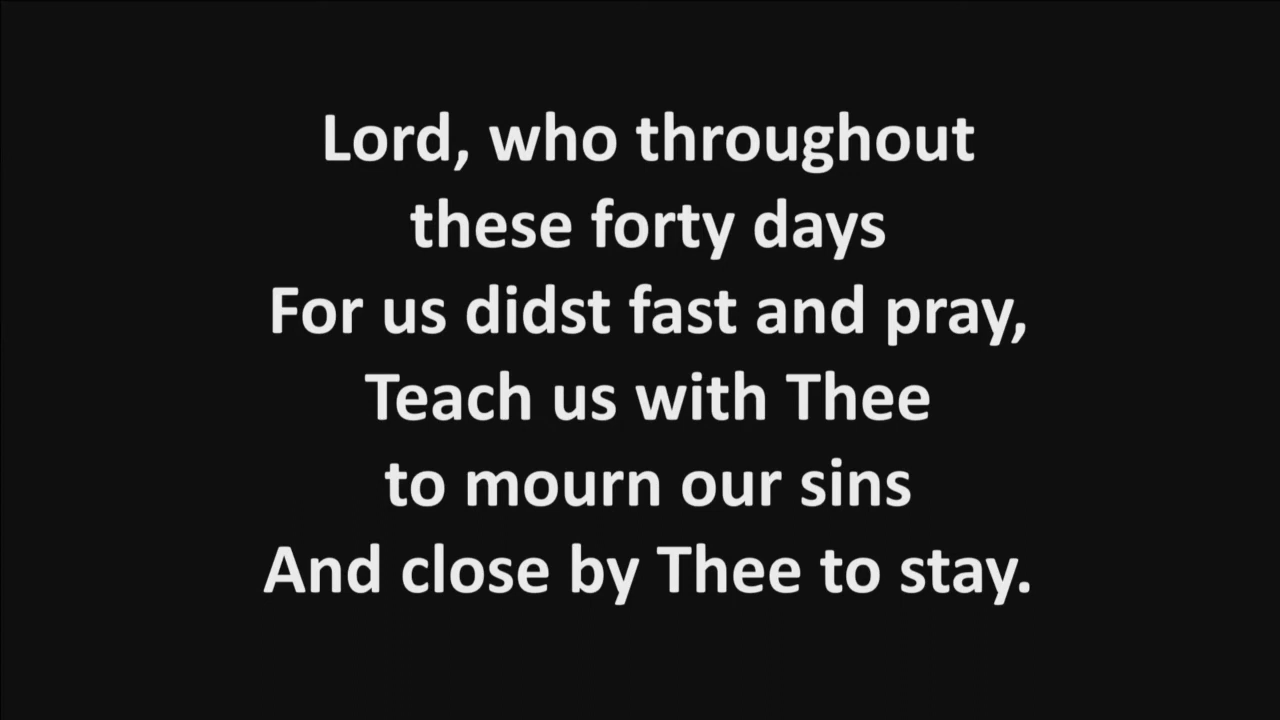 Lord, who throughout
these forty days
For us didst fast and pray,
Teach us with Thee
to mourn our sins
And close by Thee to stay.